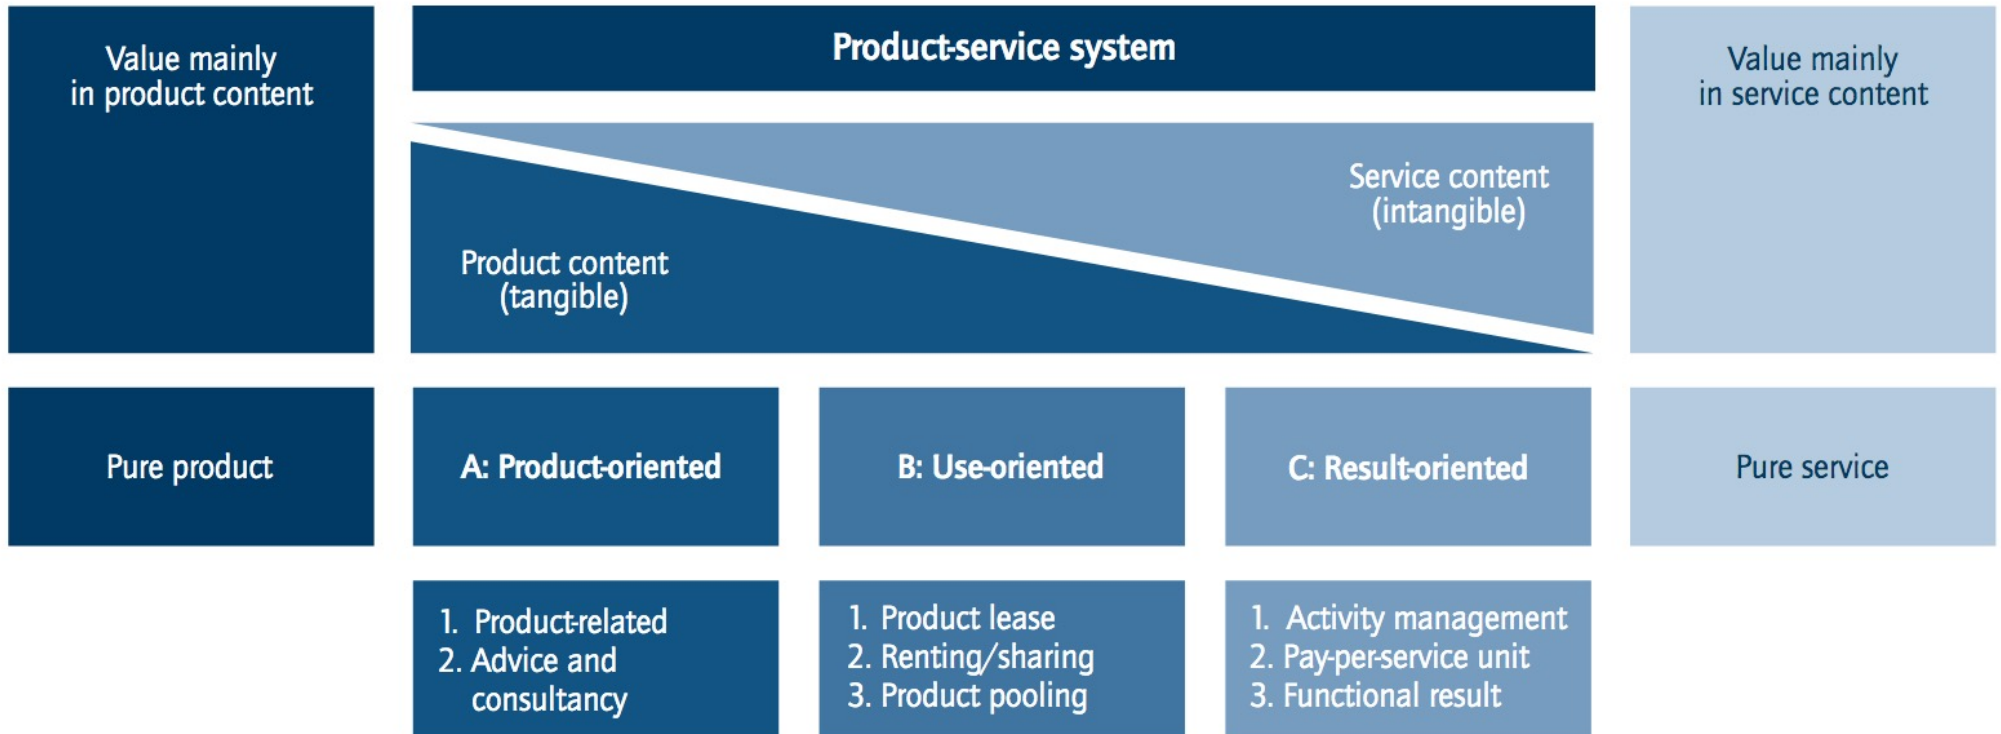 Value mainly
in product content
Product-service system
Value mainly
in service content
Service content
(intangible)
Product content
(tangible)
Pure product
A: Product-oriented
B: Use-oriented
C: Result-oriented
Pure service
1. Product-related
2. Advice and
consultancy
1. Product lease
2. Renting/sharing
3. Product pooling
1. Activity management
2. Pay-per-service unit
3. Functional result